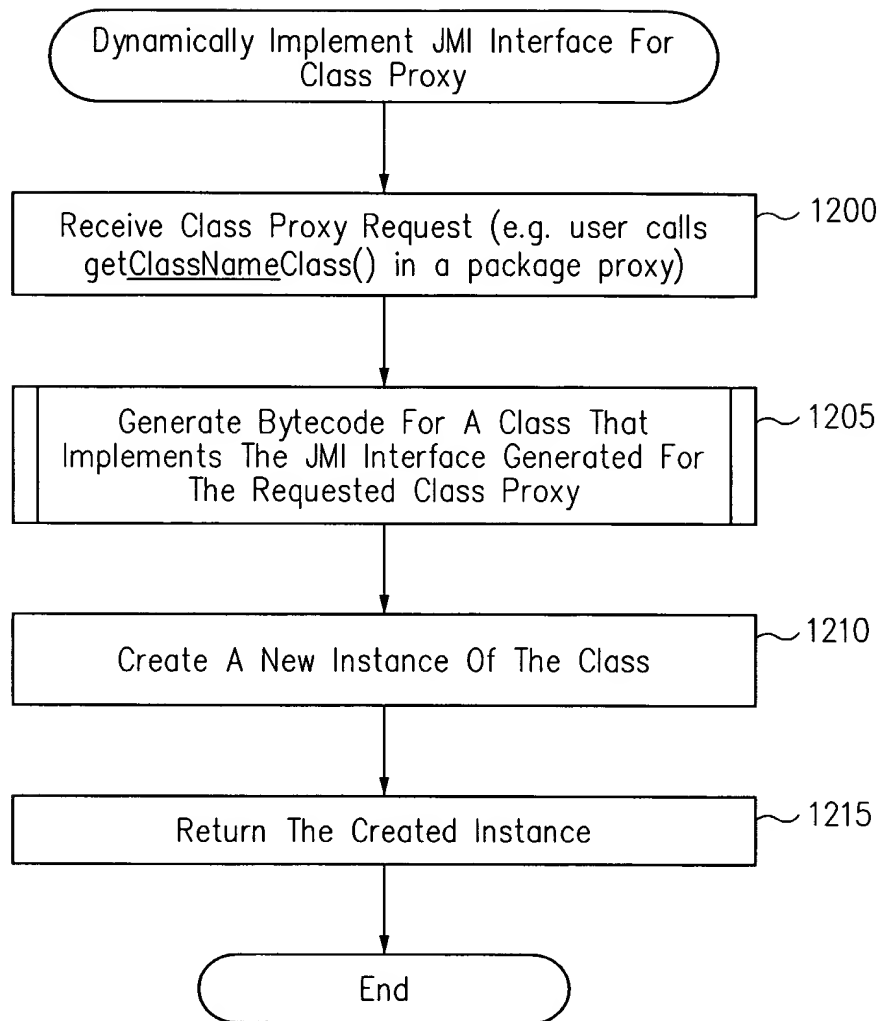 Dynamically Implement JMI Interface For
Class Proxy
Receive Class Proxy Request (e.g. user calls
getClassNameClass() in a package proxy)
1200
Generate Bytecode For A Class That
Implements The JMI Interface Generated For
The Requested Class Proxy
1205
Create A New Instance Of The Class
1210
Return The Created Instance
1215
End